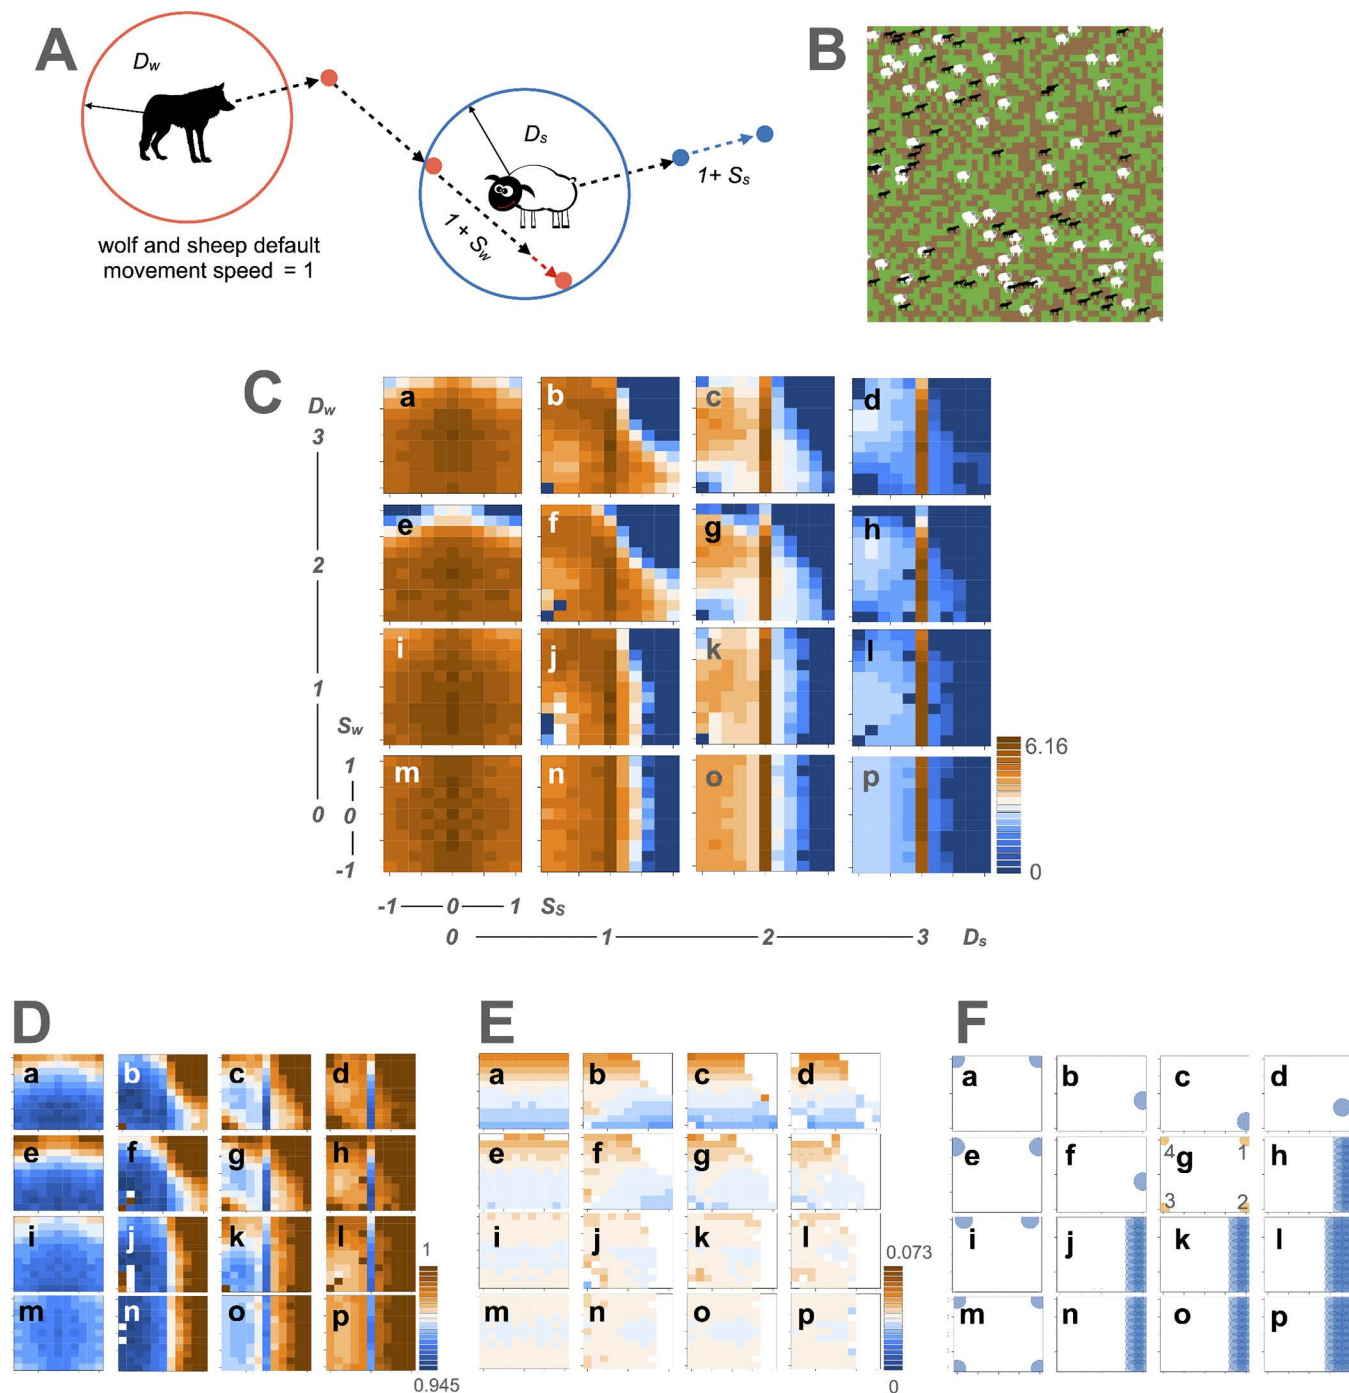 A
B
Dw
Ds
1 + Sw
1+ Ss
wolf and sheep default
movement speed = 1
C
Dw
3
2
1
0
Sw
1
0
-1
a b c d
e f g h
i j k l
m n o p
6.16
0
-1 0 1 Ss
0 1 2 3 Ds
D
a b c d
e f g h
i j k l
m n o p
1
0.945
E
a b c d
e f g
i j k l
m n o p
0.073
0
F
a b c d
e f 4 g 1 h
3 2
i j k l
m n o p